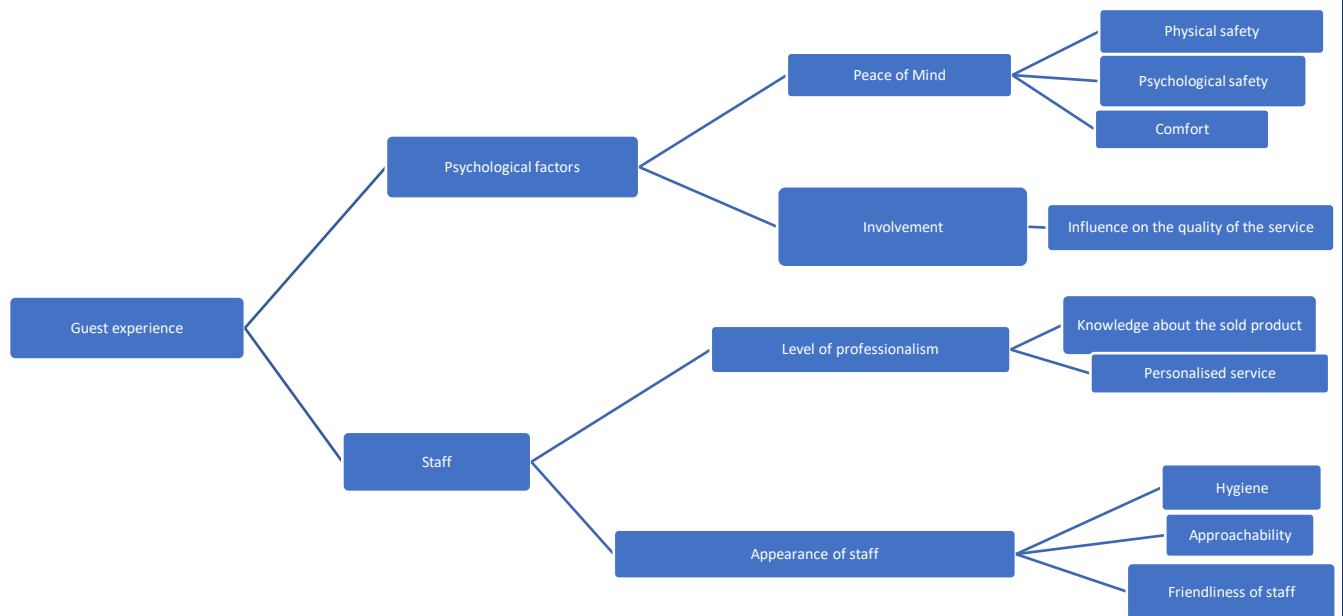 Physical safety
Peace of Mind
Psychological safety
Comfort
Psychological factors
Involvement
Influence on the quality of the service
Guest experience
Knowledge about the sold product
Level of professionalism
Personalised service
Staff
Hygiene
Approachability
Appearance of staff
Friendliness of staff